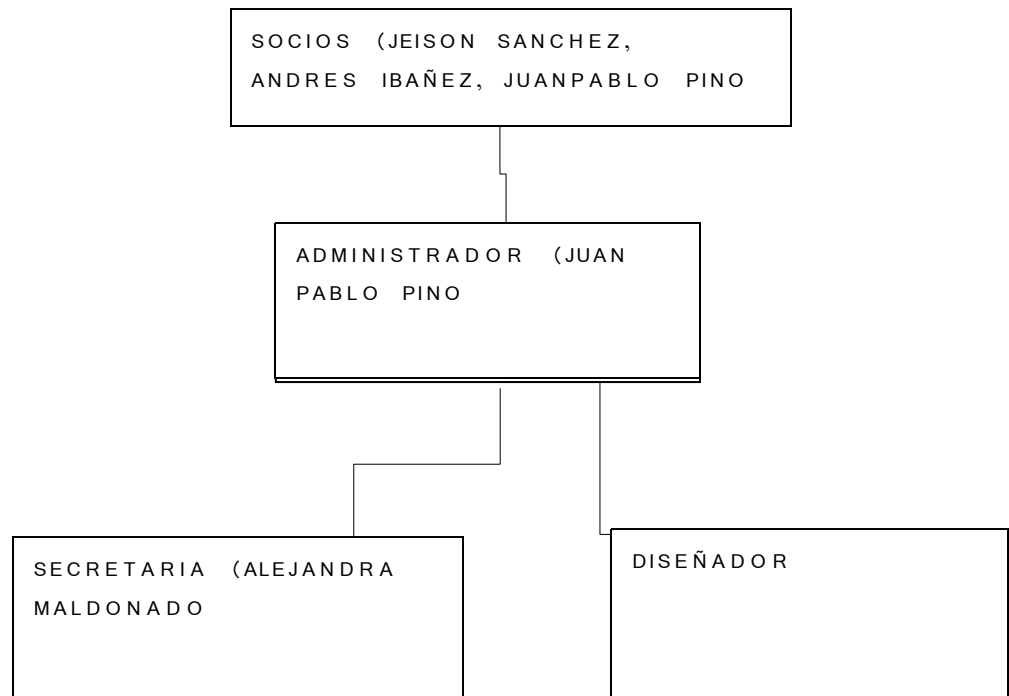 SOCIOS (JEISON SANCHEZ,
ANDRES IBAÑEZ, JUANPABLO PINO
ADMINISTRADOR (JUAN
PABLO PINO
SECRETARIA (ALEJANDRA
MALDONADO
DISEÑADOR